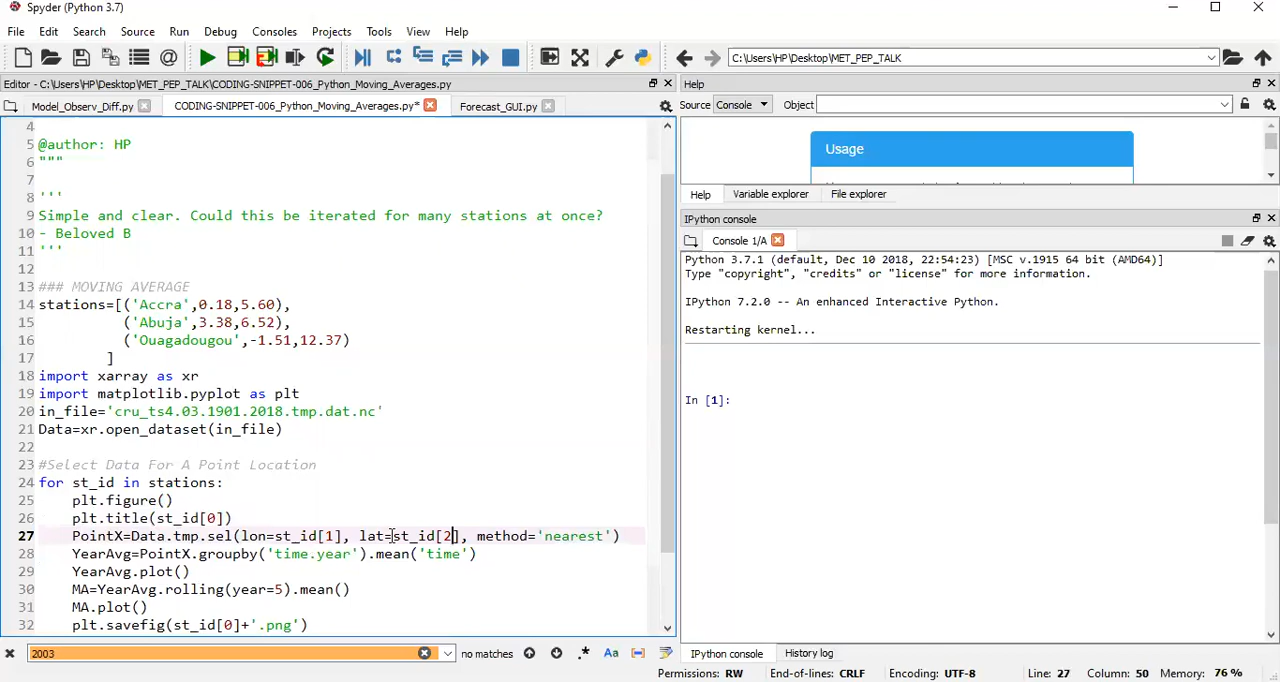 Spyder (Python 3.7)
File Edit Search Source Run Debug Consoles Projects Tools View Help
C:\Users\HP\Desktop\MET_PEP_TALK
Editor - C:\Users\HP\Desktop\MET_PEP_TALK\CODING-SNIPPET-006_Python_Moving_Averages.py
Model_Observ_Diff.py CODING-SNIPPET-006_Python_Moving_Averages.py* Forecast_GUI.py
4
5 @author: HP
6 """
7
8 '''
9 Simple and clear. Could this be iterated for many stations at once?
10 - Beloved B
11 '''
12
13 ### MOVING AVERAGE
14 stations=[('Accra',0.18,5.60),
15 ('Abuja',3.38,6.52),
16 ('Ouagadougou',-1.51,12.37)
17 ]
18 import xarray as xr
19 import matplotlib.pyplot as plt
20 in_file='cru_ts4.03.1901.2018.tmp.dat.nc'
21 Data=xr.open_dataset(in_file)
22
23 #Select Data For A Point Location
24 for st_id in stations:
25 plt.figure()
26 plt.title(st_id[0])
27 PointX=Data.tmp.sel(lon=st_id[1], lat=st_id[2], method='nearest')
28 YearAvg=PointX.groupby('time.year').mean('time')
29 YearAvg.plot()
30 MA=YearAvg.rolling(year=5).mean()
31 MA.plot()
32 plt.savefig(st_id[0]+'.png')
2003
no matches
.* Aa
Help
Source Console Object
Usage
Help Variable explorer File explorer
IPython console
Console 1/A
Python 3.7.1 (default, Dec 10 2018, 22:54:23) [MSC v.1915 64 bit (AMD64)]
Type "copyright", "credits" or "license" for more information.
IPython 7.2.0 -- An enhanced Interactive Python.
Restarting kernel...
In [1]:
IPython console History log
Permissions: RW End-of-lines: CRLF Encoding: UTF-8 Line: 27 Column: 50 Memory: 76 %